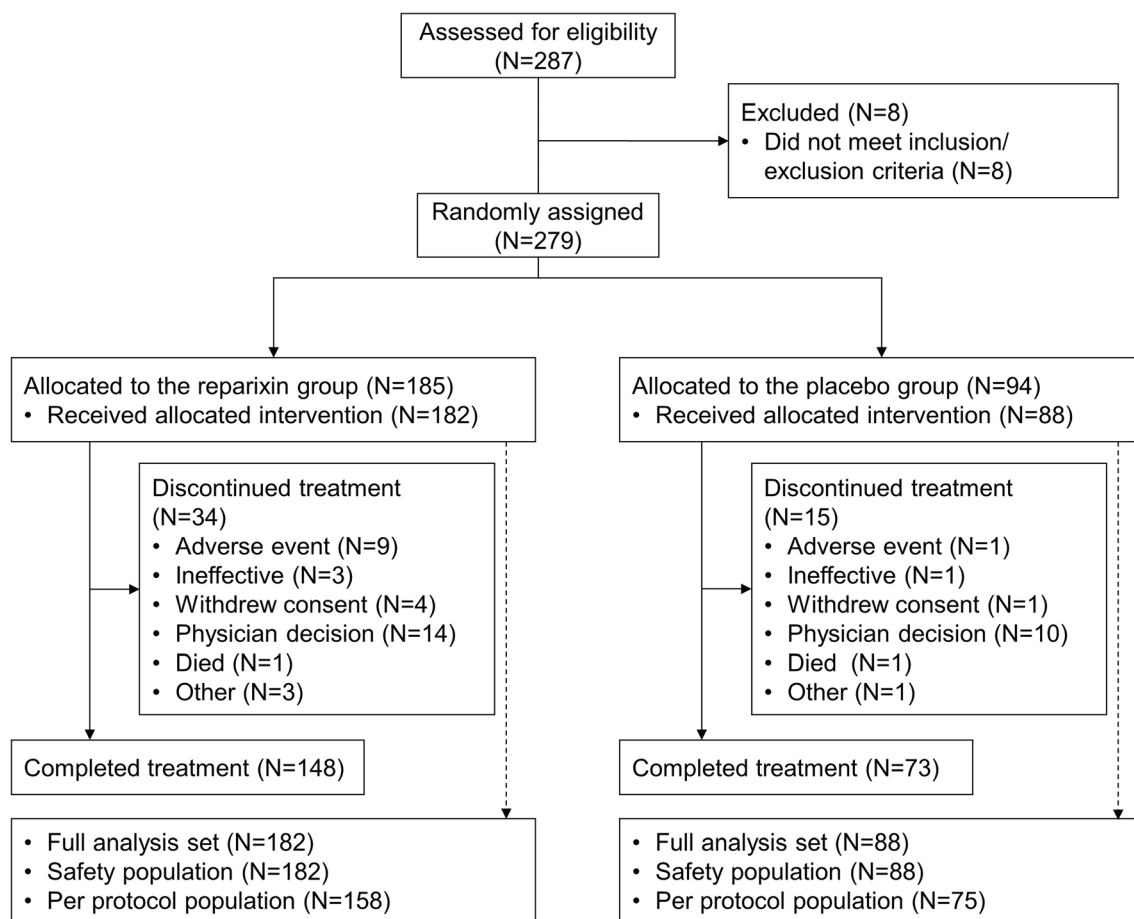 Assessed for eligibility
(N=287)
Excluded (N=8)
• Did not meet inclusion/
exclusion criteria (N=8)
Randomly assigned
(N=279)
Allocated to the reparixin group (N=185)
• Received allocated intervention (N=182)
Allocated to the placebo group (N=94)
• Received allocated intervention (N=88)
Discontinued treatment
(N=34)
• Adverse event (N=9)
• Ineffective (N=3)
• Withdrew consent (N=4)
• Physician decision (N=14)
• Died (N=1)
• Other (N=3)
Discontinued treatment
(N=15)
• Adverse event (N=1)
• Ineffective (N=1)
• Withdrew consent (N=1)
• Physician decision (N=10)
• Died (N=1)
• Other (N=1)
Completed treatment (N=148)
Completed treatment (N=73)
• Full analysis set (N=182)
• Safety population (N=182)
• Per protocol population (N=158)
• Full analysis set (N=88)
• Safety population (N=88)
• Per protocol population (N=75)